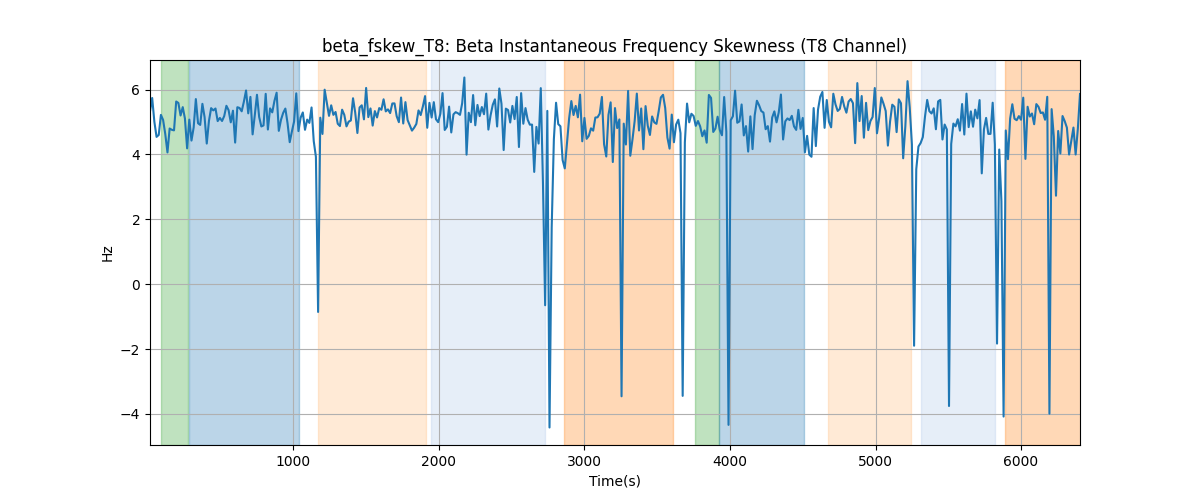 beta_fskew_T8: Beta Instantaneous Frequency Skewness (T8 Channel)
6
4
2
0
−2
−4
Hz
1000 2000 3000 4000 5000 6000
Time(s)